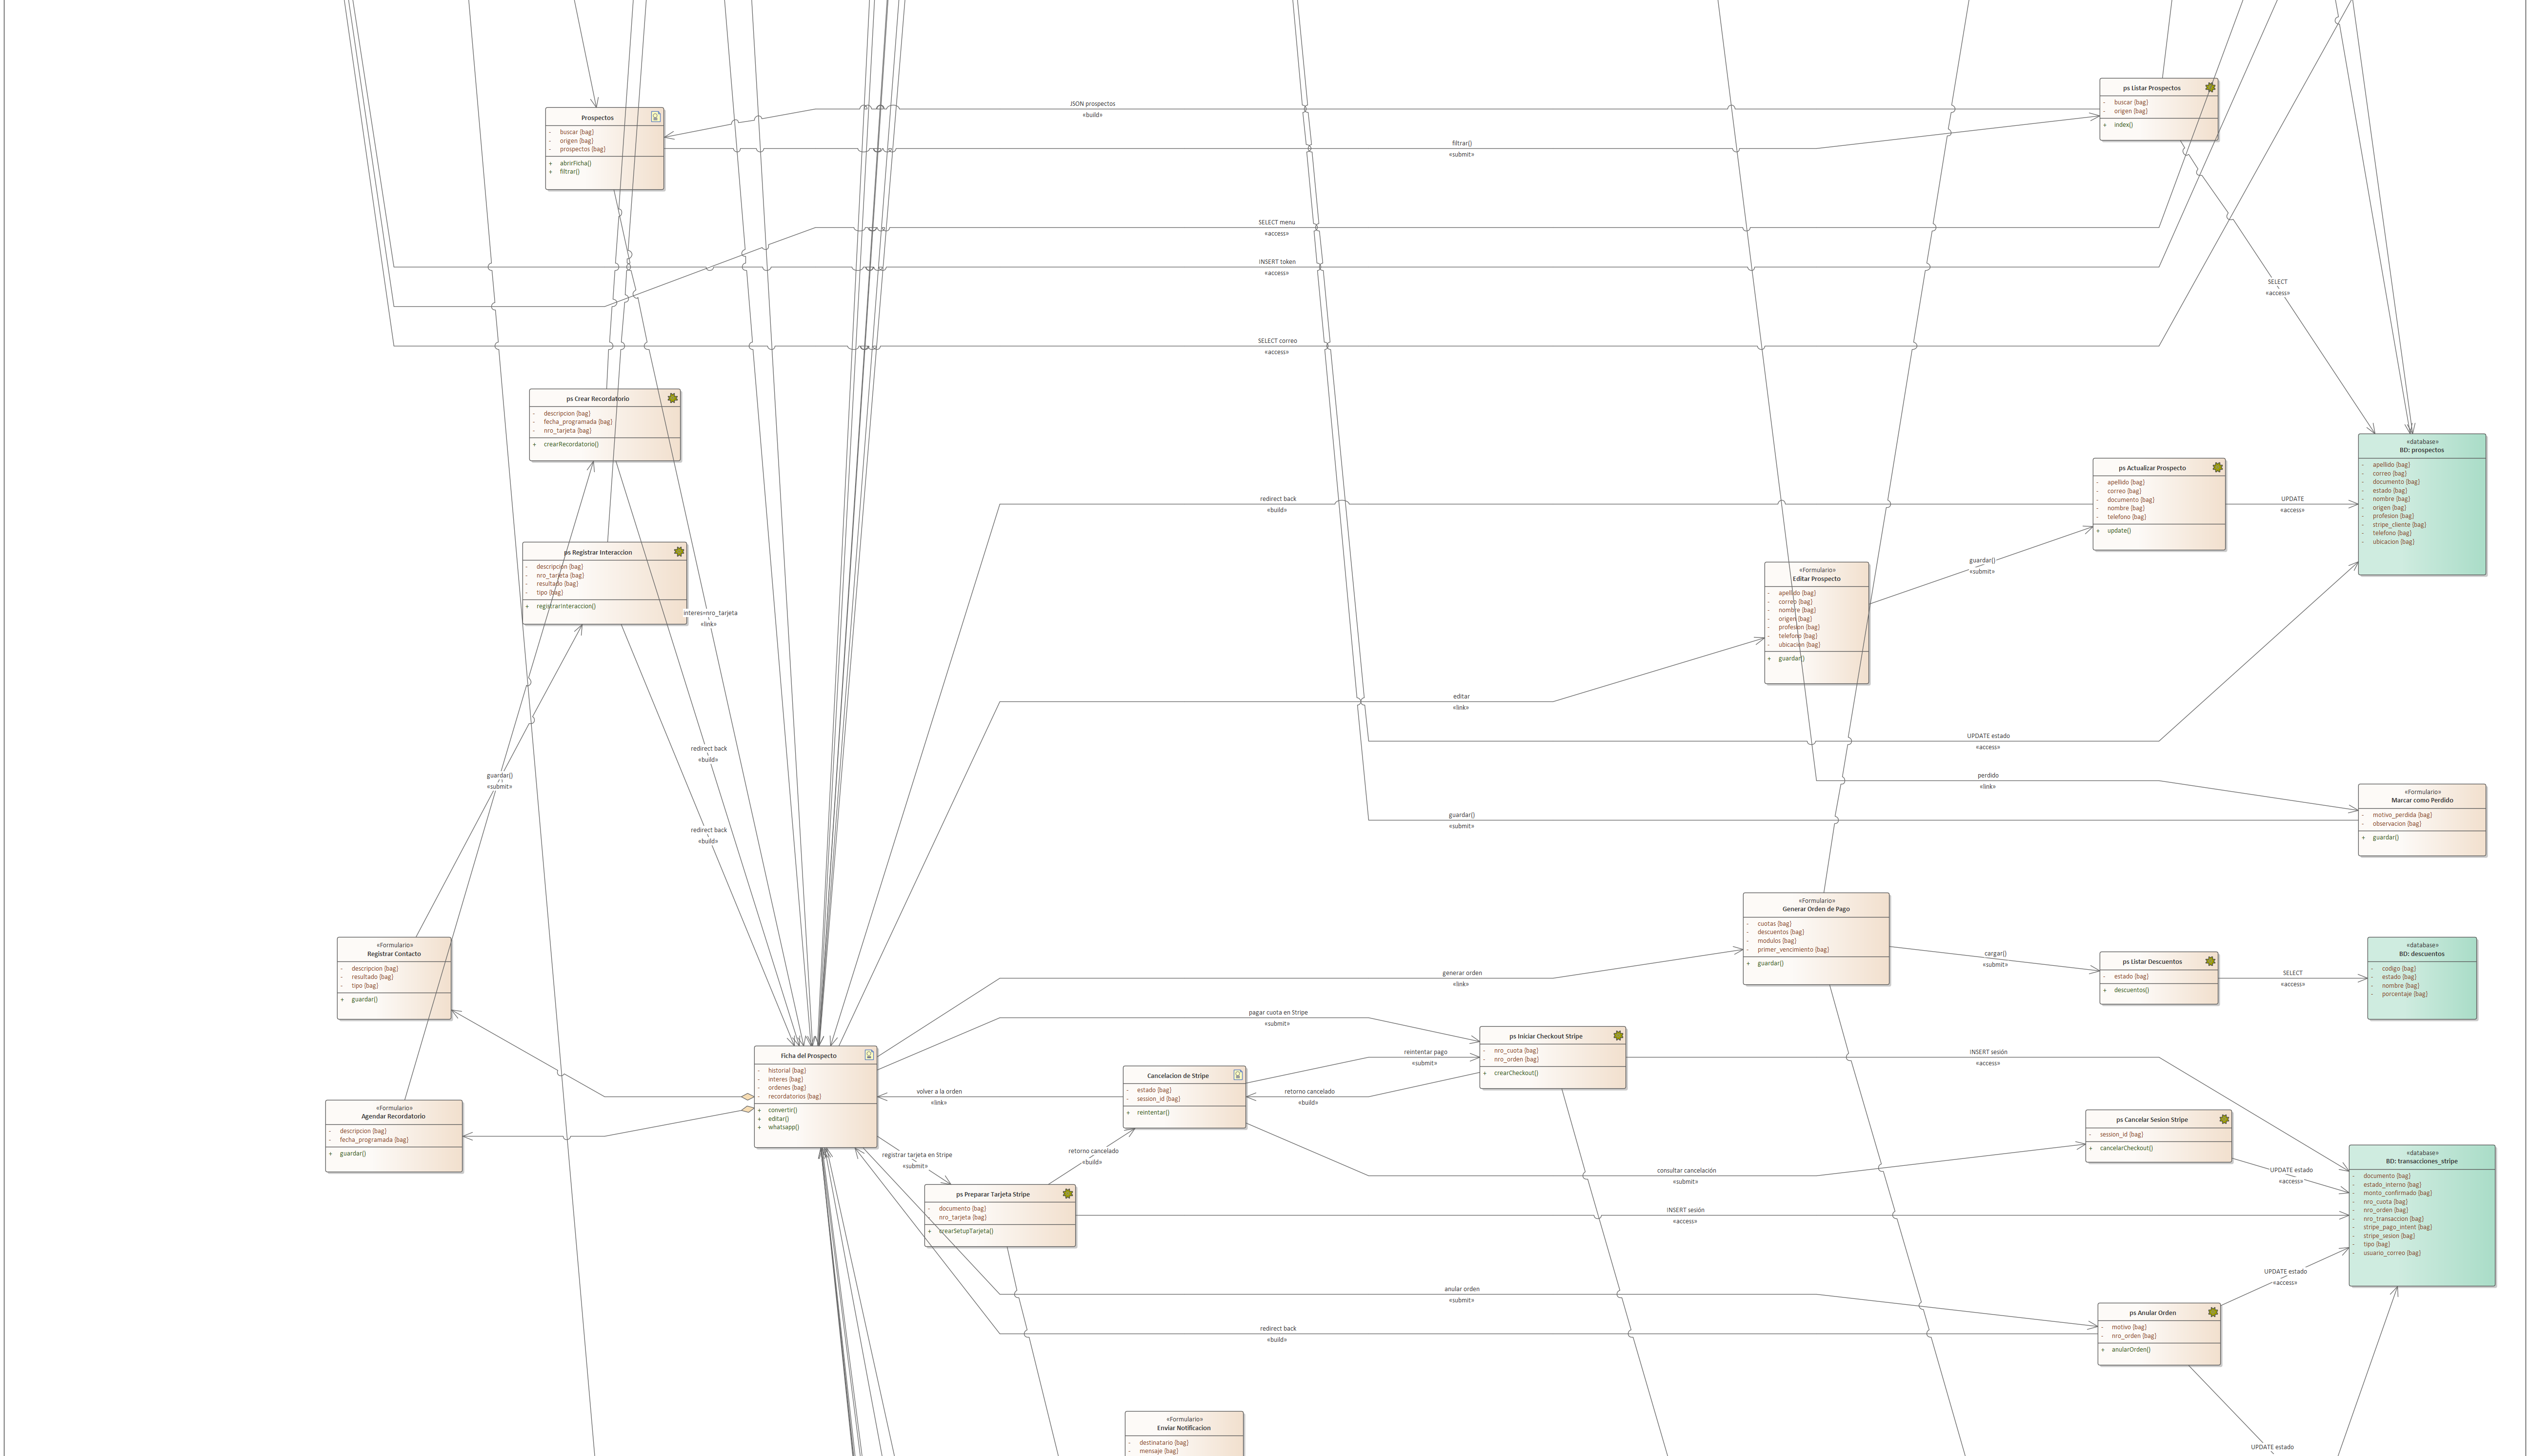 ps Listar Prospectos
- buscar {bag}
- origen {bag}
+ index()
JSON prospectos
«build»
Prospectos
- buscar {bag}
- origen {bag}
- prospectos {bag}
+ abrirFicha()
+ filtrar()
filtrar()
«submit»
SELECT menu
«access»
INSERT token
«access»
SELECT
«access»
SELECT correo
«access»
ps Crear Recordatorio
- descripcion {bag}
- fecha_programada {bag}
- nro_tarjeta {bag}
+ crearRecordatorio()
«database»
BD: prospectos
- apellido {bag}
- correo {bag}
- documento {bag}
- estado {bag}
- nombre {bag}
- origen {bag}
- profesion {bag}
- stripe_cliente {bag}
- telefono {bag}
- ubicacion {bag}
ps Actualizar Prospecto
- apellido {bag}
- correo {bag}
- documento {bag}
- nombre {bag}
- telefono {bag}
+ update()
redirect back
«build»
UPDATE
«access»
ps Registrar Interaccion
- descripcion {bag}
- nro_tarjeta {bag}
- resultado {bag}
- tipo {bag}
+ registrarInteraccion()
guardar()
«submit»
«Formulario»
Editar Prospecto
- apellido {bag}
- correo {bag}
- nombre {bag}
- origen {bag}
- profesion {bag}
- telefono {bag}
- ubicacion {bag}
+ guardar()
interes=nro_tarjeta
«link»
editar
«link»
UPDATE estado
«access»
redirect back
«build»
guardar()
«submit»
perdido
«link»
«Formulario»
Marcar como Perdido
- motivo_perdida {bag}
- observacion {bag}
+ guardar()
guardar()
«submit»
redirect back
«build»
«Formulario»
Generar Orden de Pago
- cuotas {bag}
- descuentos {bag}
- modulos {bag}
- primer_vencimiento {bag}
+ guardar()
«Formulario»
Registrar Contacto
- descripcion {bag}
- resultado {bag}
- tipo {bag}
+ guardar()
cargar()
«submit»
ps Listar Descuentos
- estado {bag}
+ descuentos()
SELECT
«access»
«database»
BD: descuentos
- codigo {bag}
- estado {bag}
- nombre {bag}
- porcentaje {bag}
generar orden
«link»
pagar cuota en Stripe
«submit»
ps Iniciar Checkout Stripe
- nro_cuota {bag}
- nro_orden {bag}
+ crearCheckout()
Ficha del Prospecto
- historial {bag}
- interes {bag}
- ordenes {bag}
- recordatorios {bag}
+ convertir()
+ editar()
+ whatsapp()
reintentar pago
«submit»
INSERT sesión
«access»
Cancelacion de Stripe
- estado {bag}
- session_id {bag}
+ reintentar()
volver a la orden
«link»
retorno cancelado
«build»
«Formulario»
Agendar Recordatorio
- descripcion {bag}
- fecha_programada {bag}
+ guardar()
ps Cancelar Sesion Stripe
- session_id {bag}
+ cancelarCheckout()
registrar tarjeta en Stripe
«submit»
retorno cancelado
«build»
consultar cancelación
«submit»
UPDATE estado
«access»
«database»
BD: transacciones_stripe
- documento {bag}
- estado_interno {bag}
- monto_confirmado {bag}
- nro_cuota {bag}
- nro_orden {bag}
- nro_transaccion {bag}
- stripe_pago_intent {bag}
- stripe_sesion {bag}
- tipo {bag}
- usuario_correo {bag}
ps Preparar Tarjeta Stripe
- documento {bag}
- nro_tarjeta {bag}
+ crearSetupTarjeta()
INSERT sesión
«access»
UPDATE estado
«access»
anular orden
«submit»
ps Anular Orden
- motivo {bag}
- nro_orden {bag}
+ anularOrden()
redirect back
«build»
«Formulario»
Enviar Notificacion
- destinatario {bag}
- mensaje {bag}
UPDATE estado